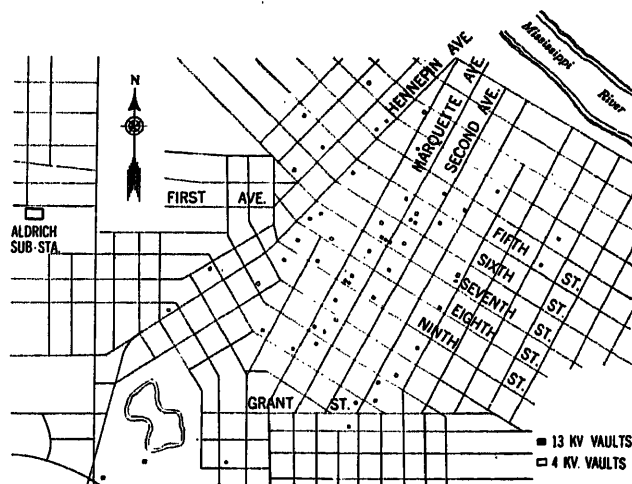 Mississippi
River
HENNEPIN AVE
MARQUETTE AVE.
SECOND AVE.
N
FIRST AVE.
ALDRICH
SUB-STA.
FIFTH ST.
SIXTH ST.
SEVENTH ST.
EIGHTH ST.
NINTH ST.
GRANT ST.
13 KV VAULTS
4 KV. VAULTS